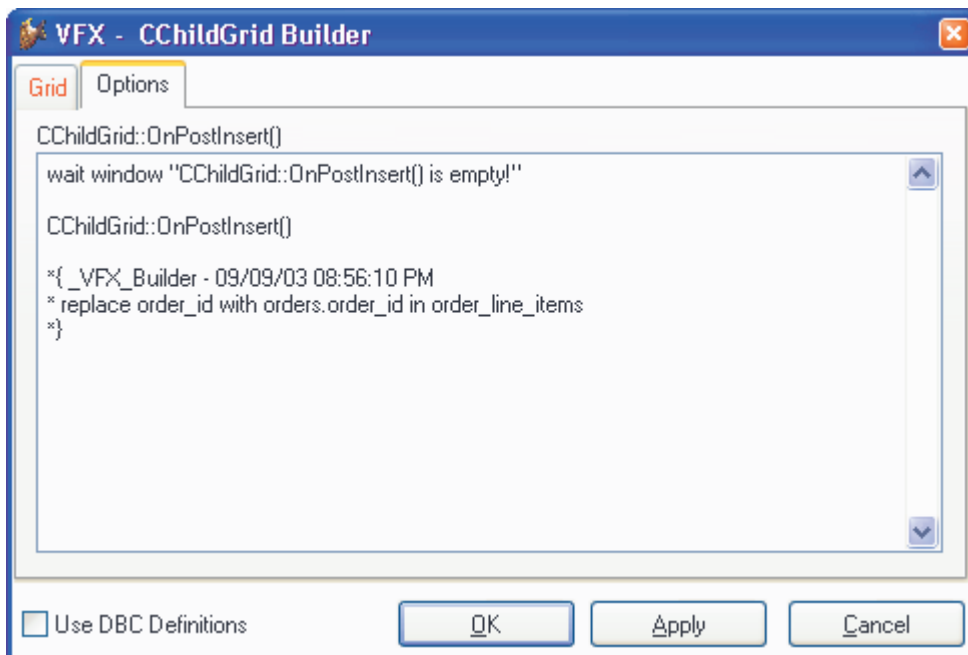 VFX - CChildGrid Builder
Grid Options
CChildGrid::OnPostInsert()
wait window "CChildGrid::OnPostInsert() is empty!"
CChildGrid::OnPostInsert()
*{ _VFX_Builder - 09/09/03 08:56:10 PM
* replace order_id with orders.order_id in order_line_items
*}
Use DBC Definitions OK Apply Cancel